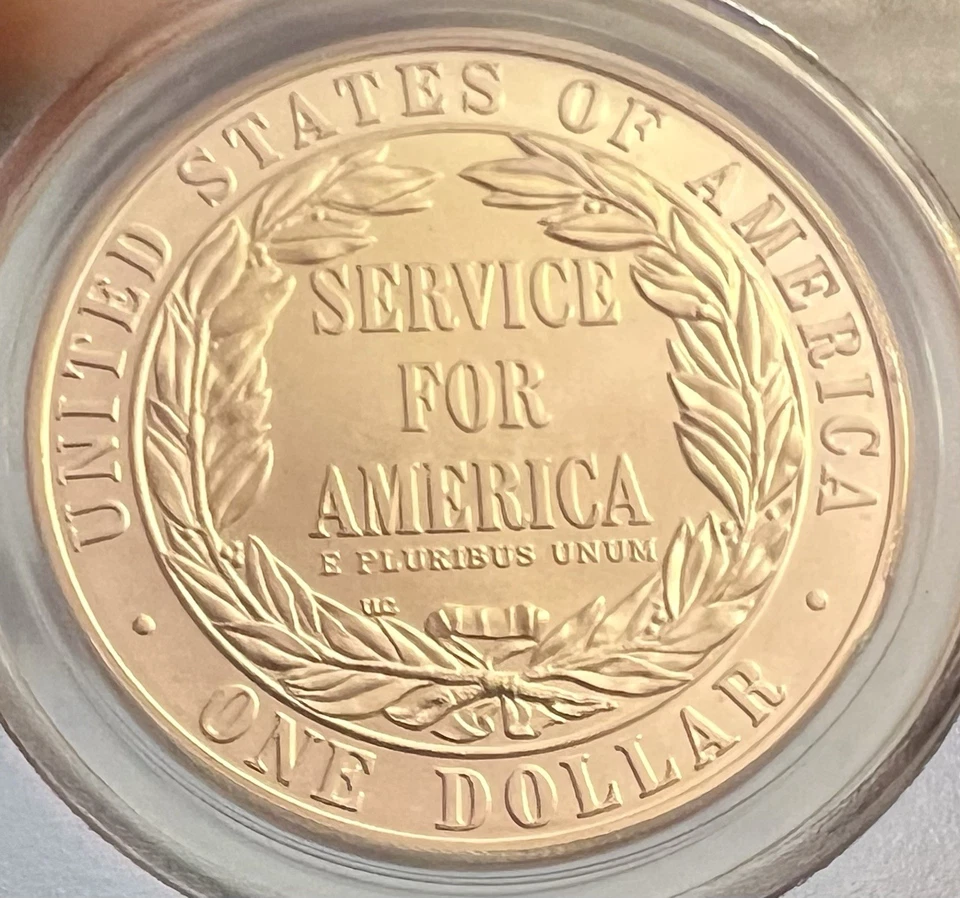 UNITED STATES OF AMERICA
SERVICE
FOR
AMERICA
E PLURIBUS UNUM
• ONE DOLLAR •